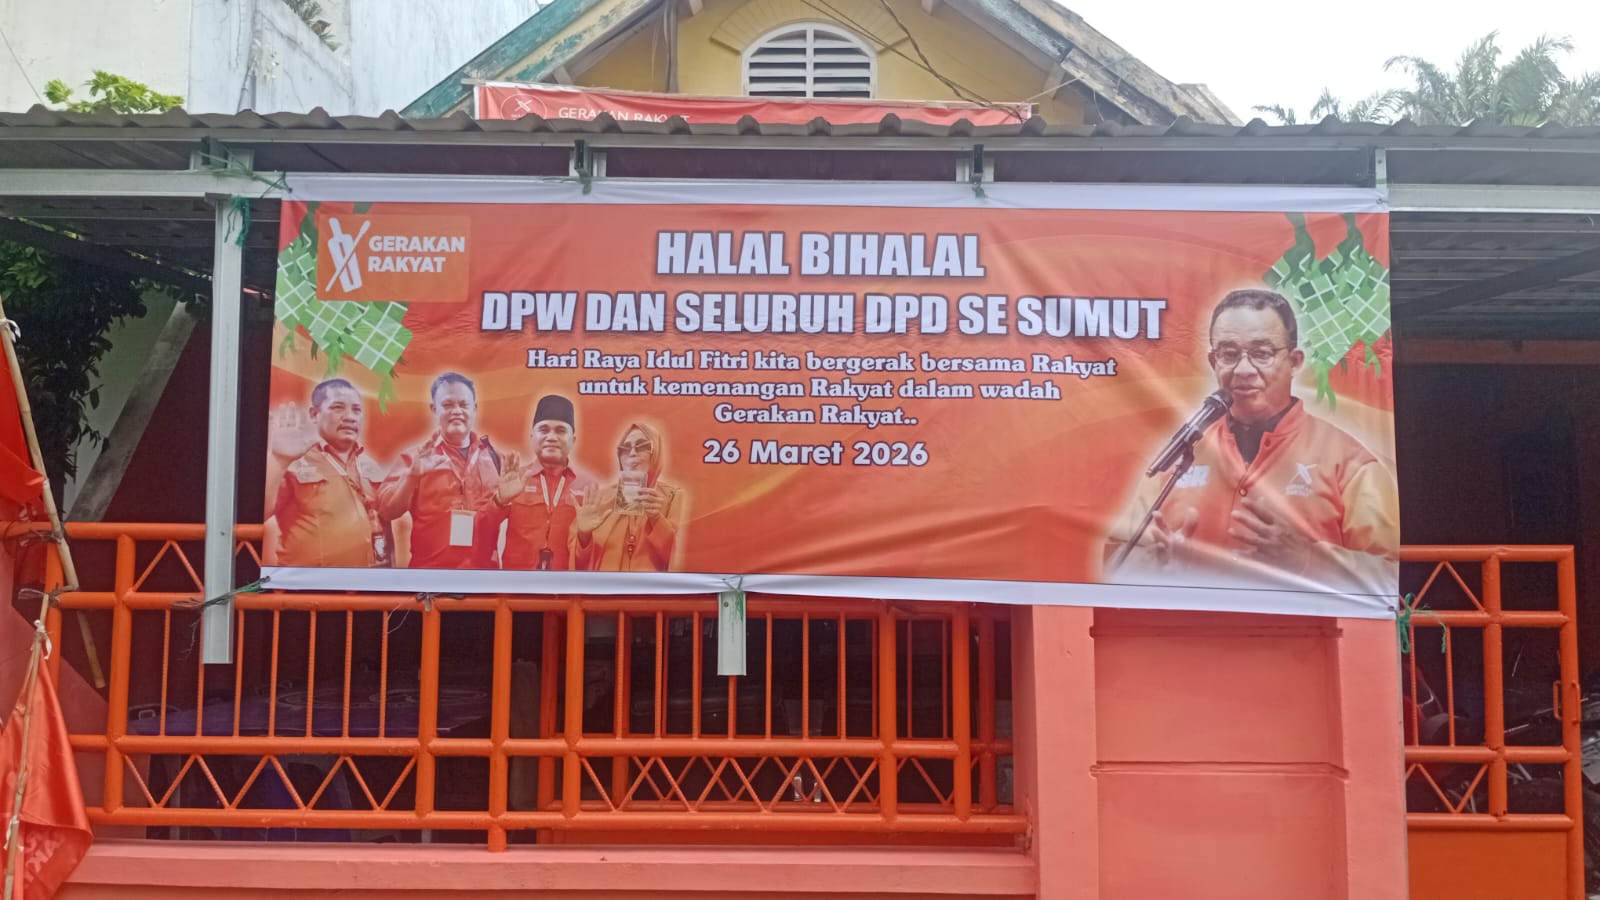 GERAKAN RAKYAT
GERAKAN
RAKYAT
HALAL BIHALAL
DPW DAN SELURUH DPD SE SUMUT
Hari Raya Idul Fitri kita bergerak bersama Rakyat
untuk kemenangan Rakyat dalam wadah
Gerakan Rakyat..
26 Maret 2026